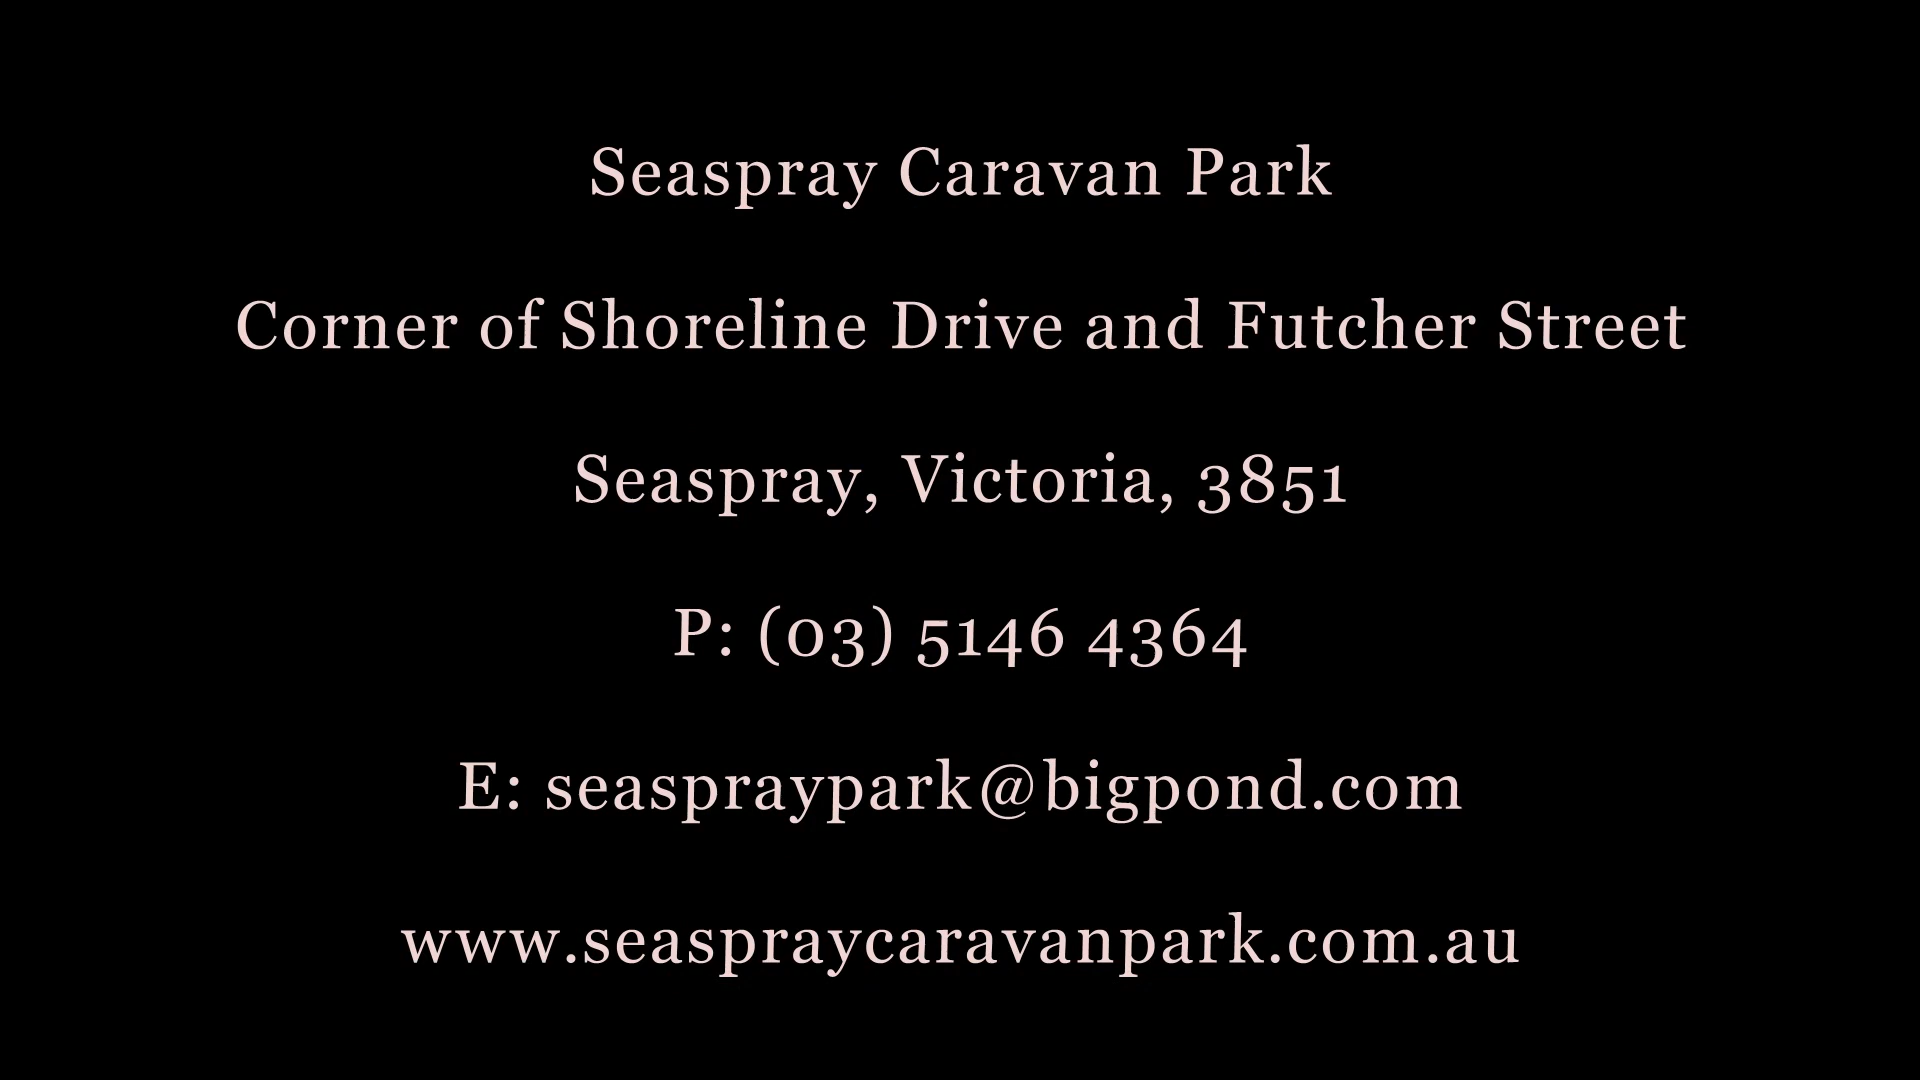 Seaspray Caravan Park
Corner of Shoreline Drive and Futcher Street
Seaspray, Victoria, 3851
P: (03) 5146 4364
E: seaspraypark@bigpond.com
www.seaspraycaravanpark.com.au